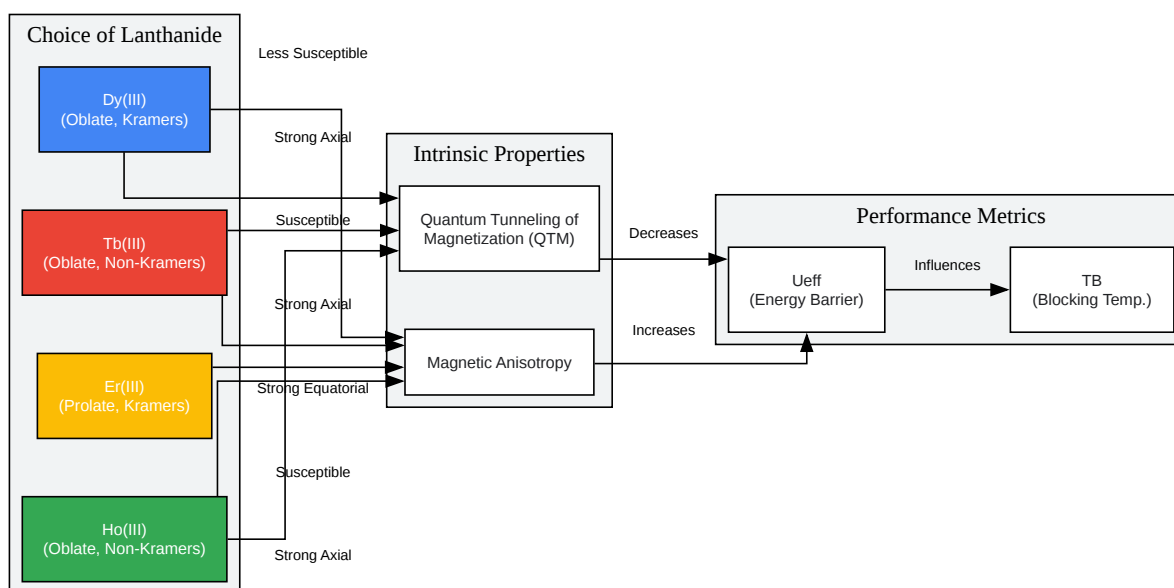 Choice of Lanthanide
Dy(III)
(Oblate, Kramers)
Tb(III)
(Oblate, Non-Kramers)
Er(III)
(Prolate, Kramers)
Ho(III)
(Oblate, Non-Kramers)
Less Susceptible
Strong Axial
Susceptible
Strong Axial
Strong Equatorial
Susceptible
Strong Axial
Intrinsic Properties
Quantum Tunneling of
Magnetization (QTM)
Magnetic Anisotropy
Decreases
Increases
Performance Metrics
Ueff
(Energy Barrier)
Influences
TB
(Blocking Temp.)